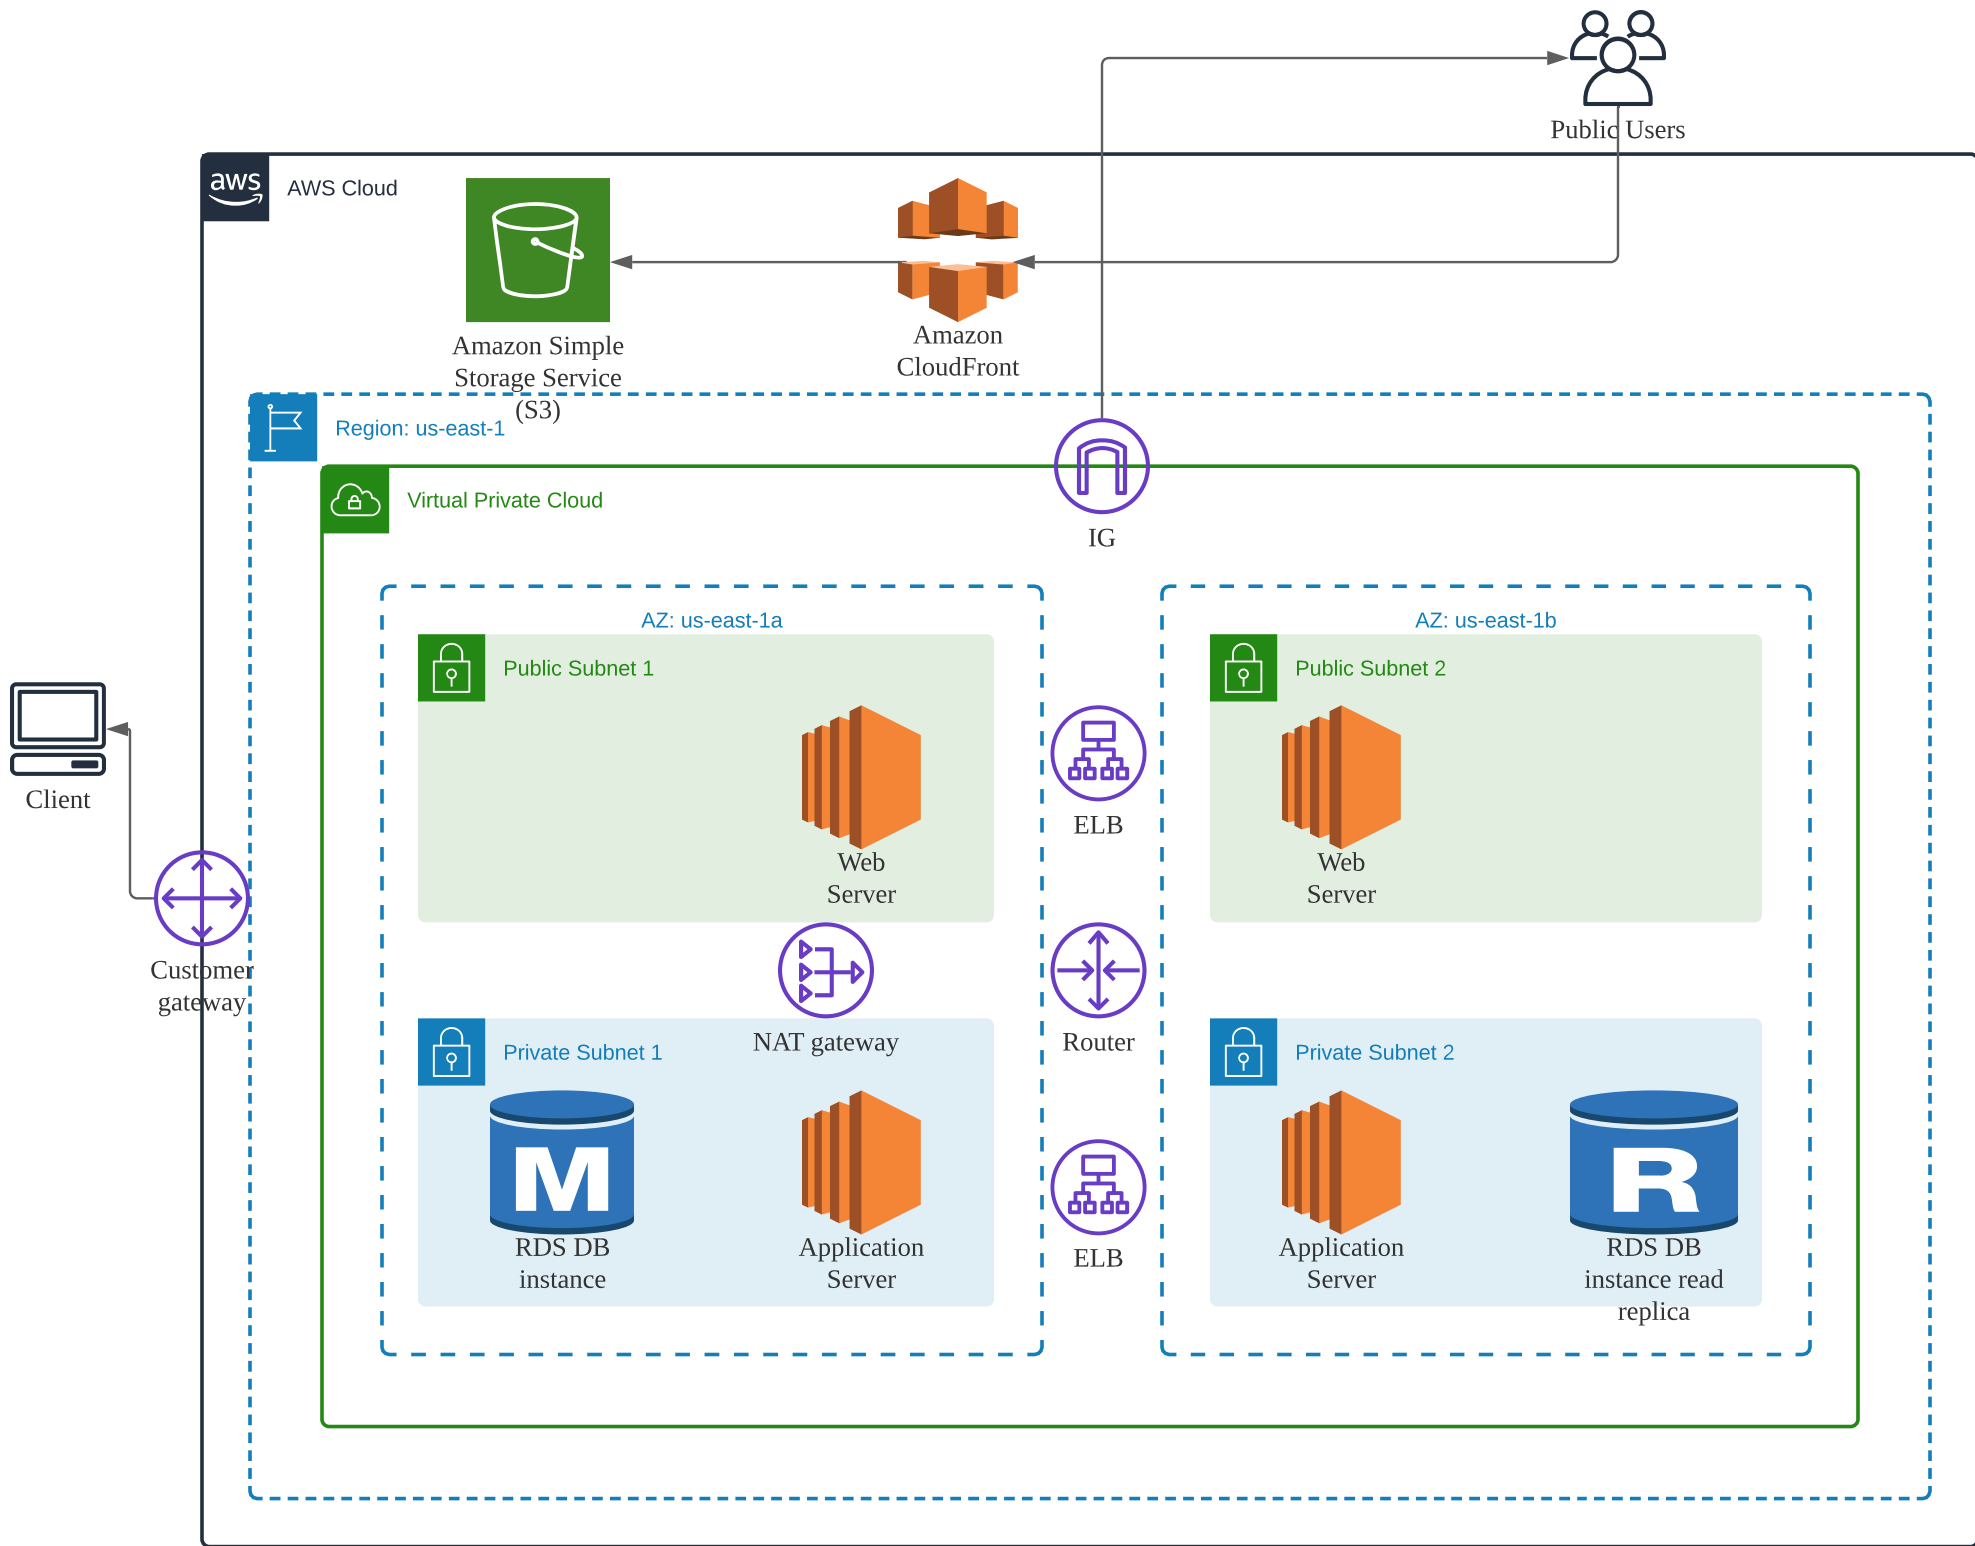 Public Users
aws
AWS Cloud
Amazon Simple
Storage Service
(S3)
Amazon
CloudFront
Region: us-east-1
Virtual Private Cloud
IG
AZ: us-east-1a
AZ: us-east-1b
Public Subnet 1
Public Subnet 2
Client
Web
Server
ELB
Web
Server
Customer
gateway
NAT gateway
Router
Private Subnet 1
Private Subnet 2
M
R
RDS DB
instance
Application
Server
ELB
Application
Server
RDS DB
instance read
replica